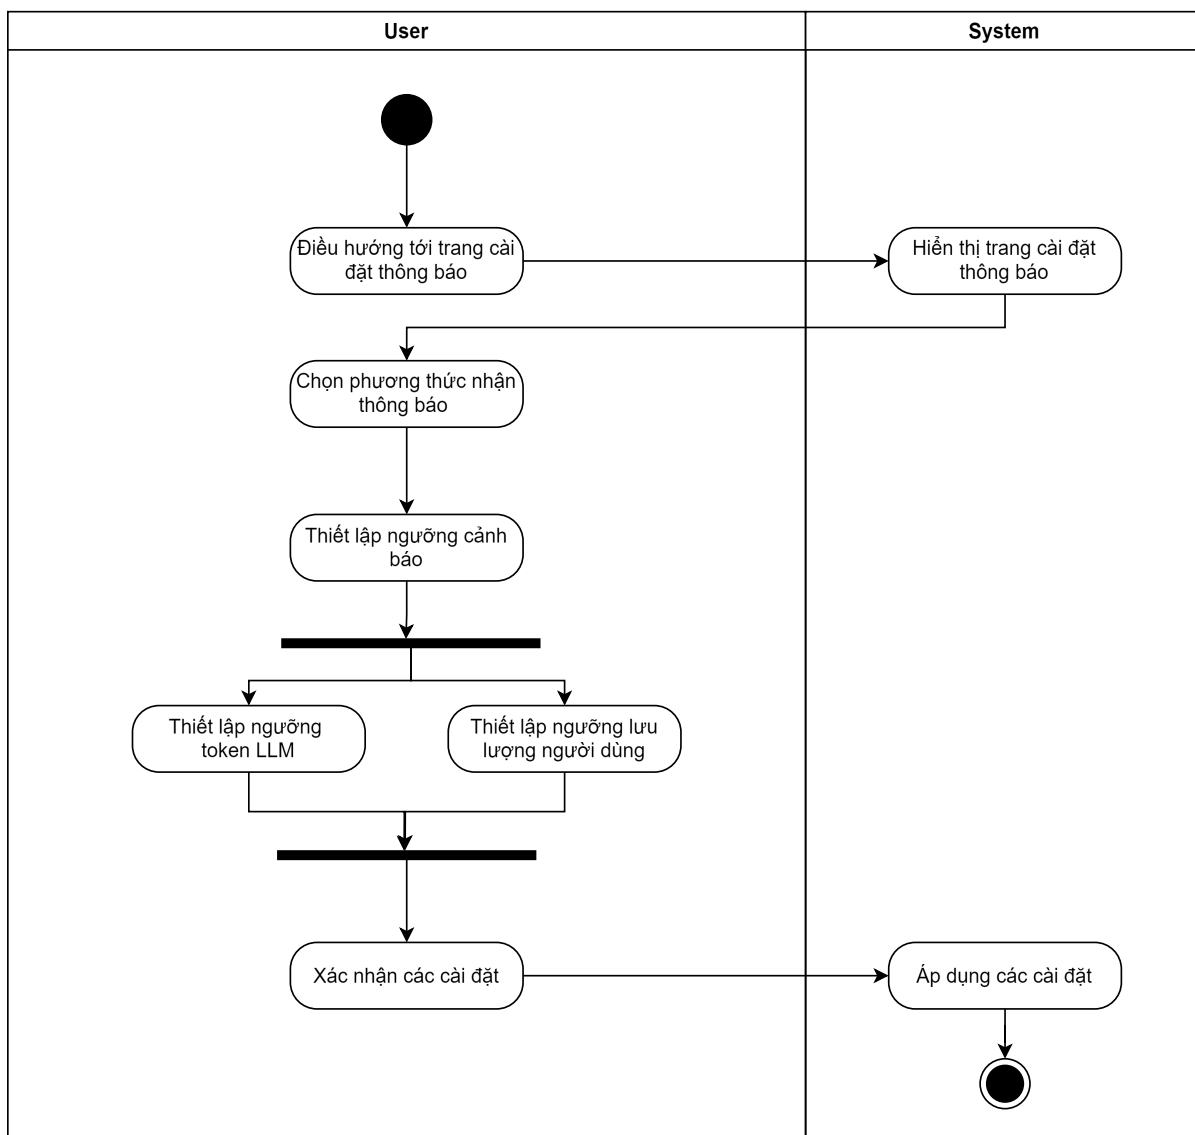 User
System
Điều hướng tới trang cài
đặt thông báo
Hiển thị trang cài đặt
thông báo
Chọn phương thức nhận
thông báo
Thiết lập ngưỡng cảnh
báo
Thiết lập ngưỡng
token LLM
Thiết lập ngưỡng lưu
lượng người dùng
Xác nhận các cài đặt
Áp dụng các cài đặt